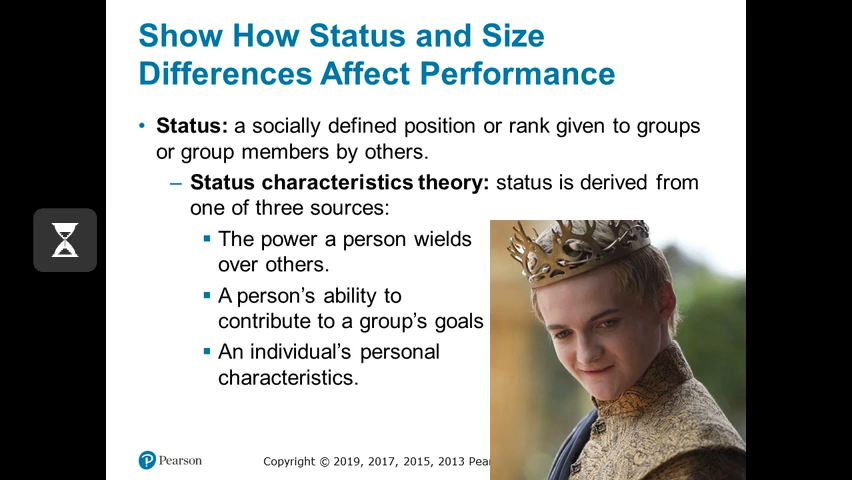 Show How Status and Size
Differences Affect Performance
• Status: a socially defined position or rank given to groups
or group members by others.
– Status characteristics theory: status is derived from
one of three sources:
▪ The power a person wields
over others.
▪ A person’s ability to
contribute to a group’s goals
▪ An individual’s personal
characteristics.
Pearson
Copyright © 2019, 2017, 2015, 2013 Pear